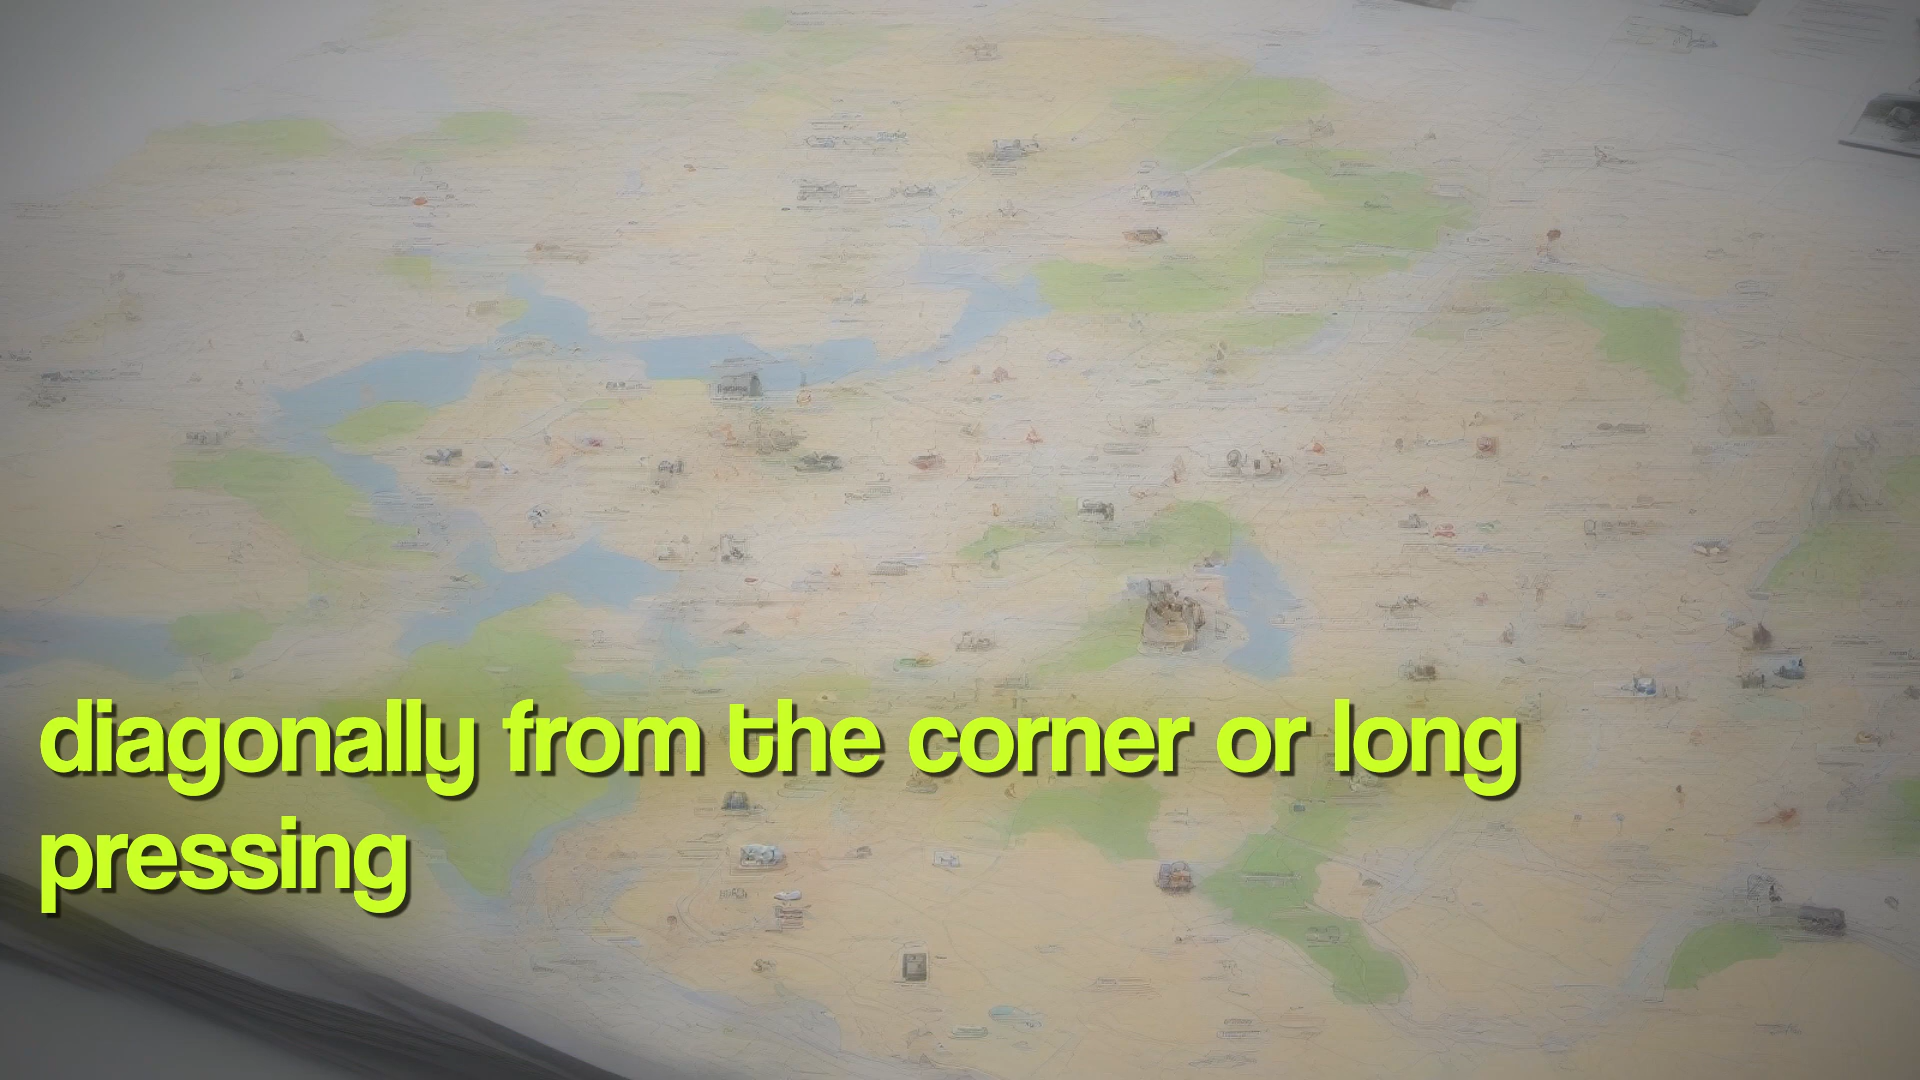 diagonally from the corner or long
pressing